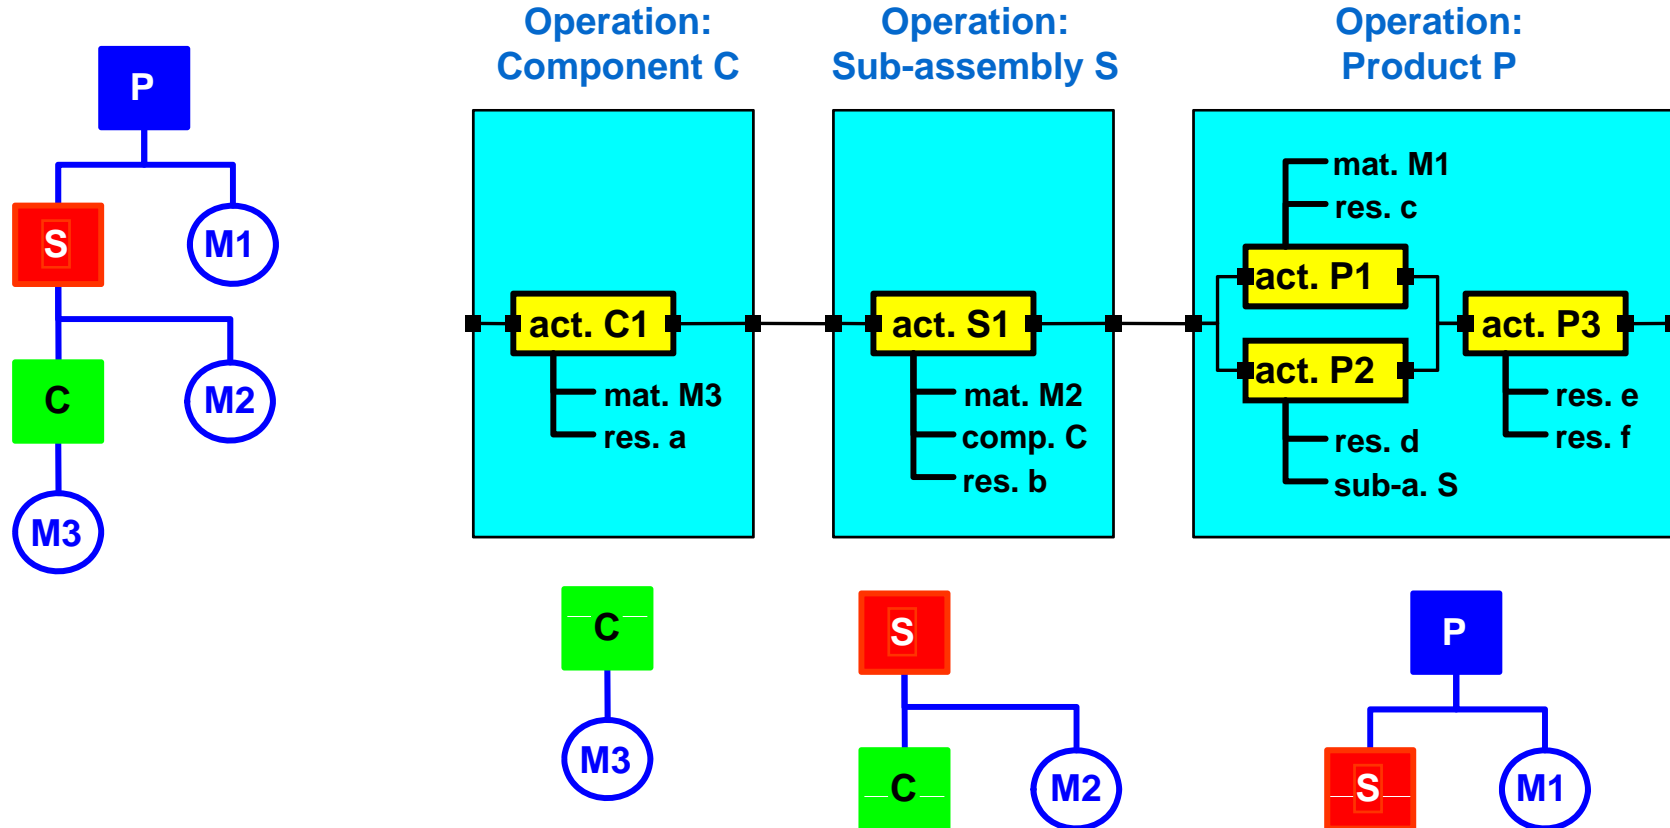 Operation:
Component C
Operation:
Sub-assembly S
Operation:
Product P
P
S
M1
C
M2
M3
act. C1
mat. M3
res. a
act. S1
mat. M2
comp. C
res. b
mat. M1
res. c
act. P1
act. P2
res. d
sub-a. S
act. P3
res. e
res. f
C
M3
S
C
M2
P
S
M1